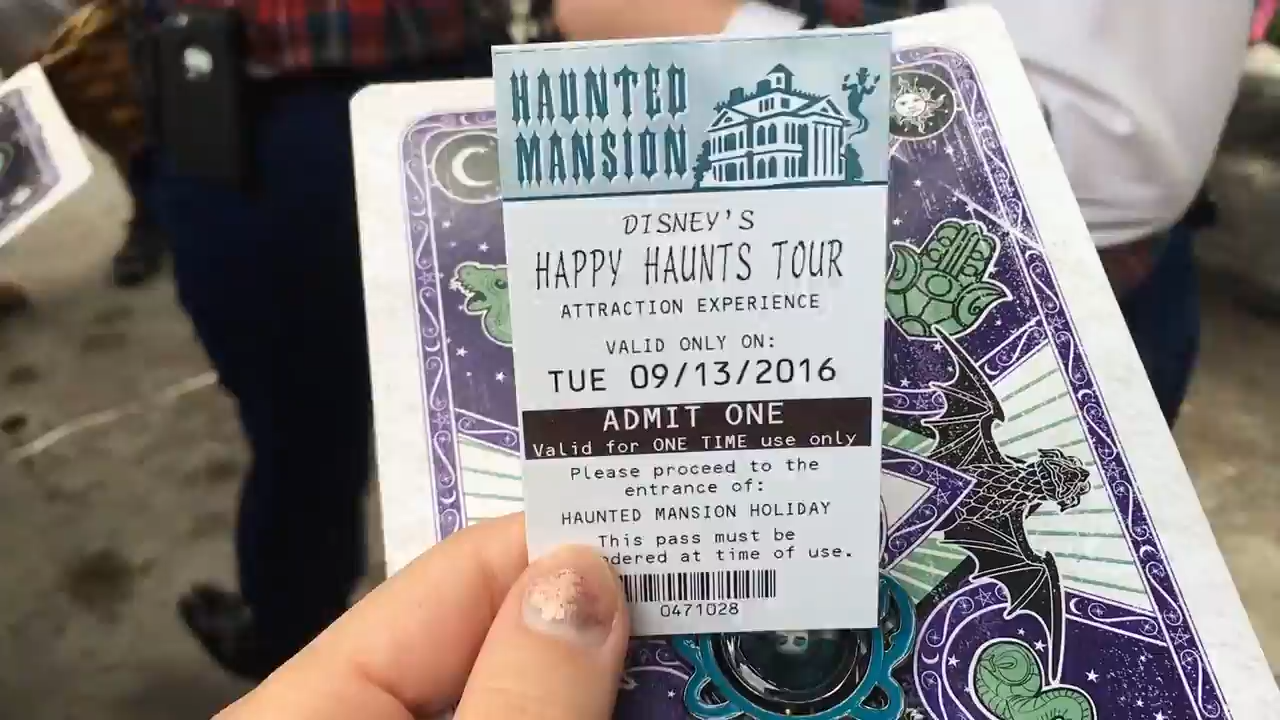 HAUNTED
MANSION
DISNEY'S
HAPPY HAUNTS TOUR
ATTRACTION EXPERIENCE
VALID ONLY ON:
TUE 09/13/2016
ADMIT ONE
Valid for ONE TIME use only
Please proceed to the
entrance of:
HAUNTED MANSION HOLIDAY
This pass must be
at time of use.
0471028